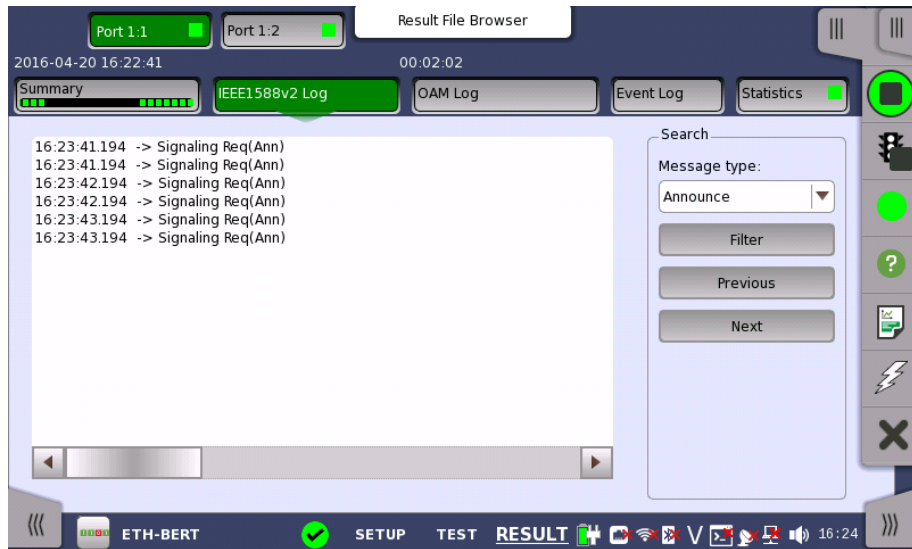 Result File Browser
Port 1:1
Port 1:2
2016-04-20 16:22:41
00:02:02
Summary
IEEE1588v2 Log
OAM Log
Event Log
Statistics
16:23:41.194 -> Signaling Req(Ann)
16:23:41.194 -> Signaling Req(Ann)
16:23:42.194 -> Signaling Req(Ann)
16:23:42.194 -> Signaling Req(Ann)
16:23:43.194 -> Signaling Req(Ann)
16:23:43.194 -> Signaling Req(Ann)
Search
Message type:
Announce
Filter
Previous
Next
ETH-BERT
SETUP
TEST
RESULT
V
16:24